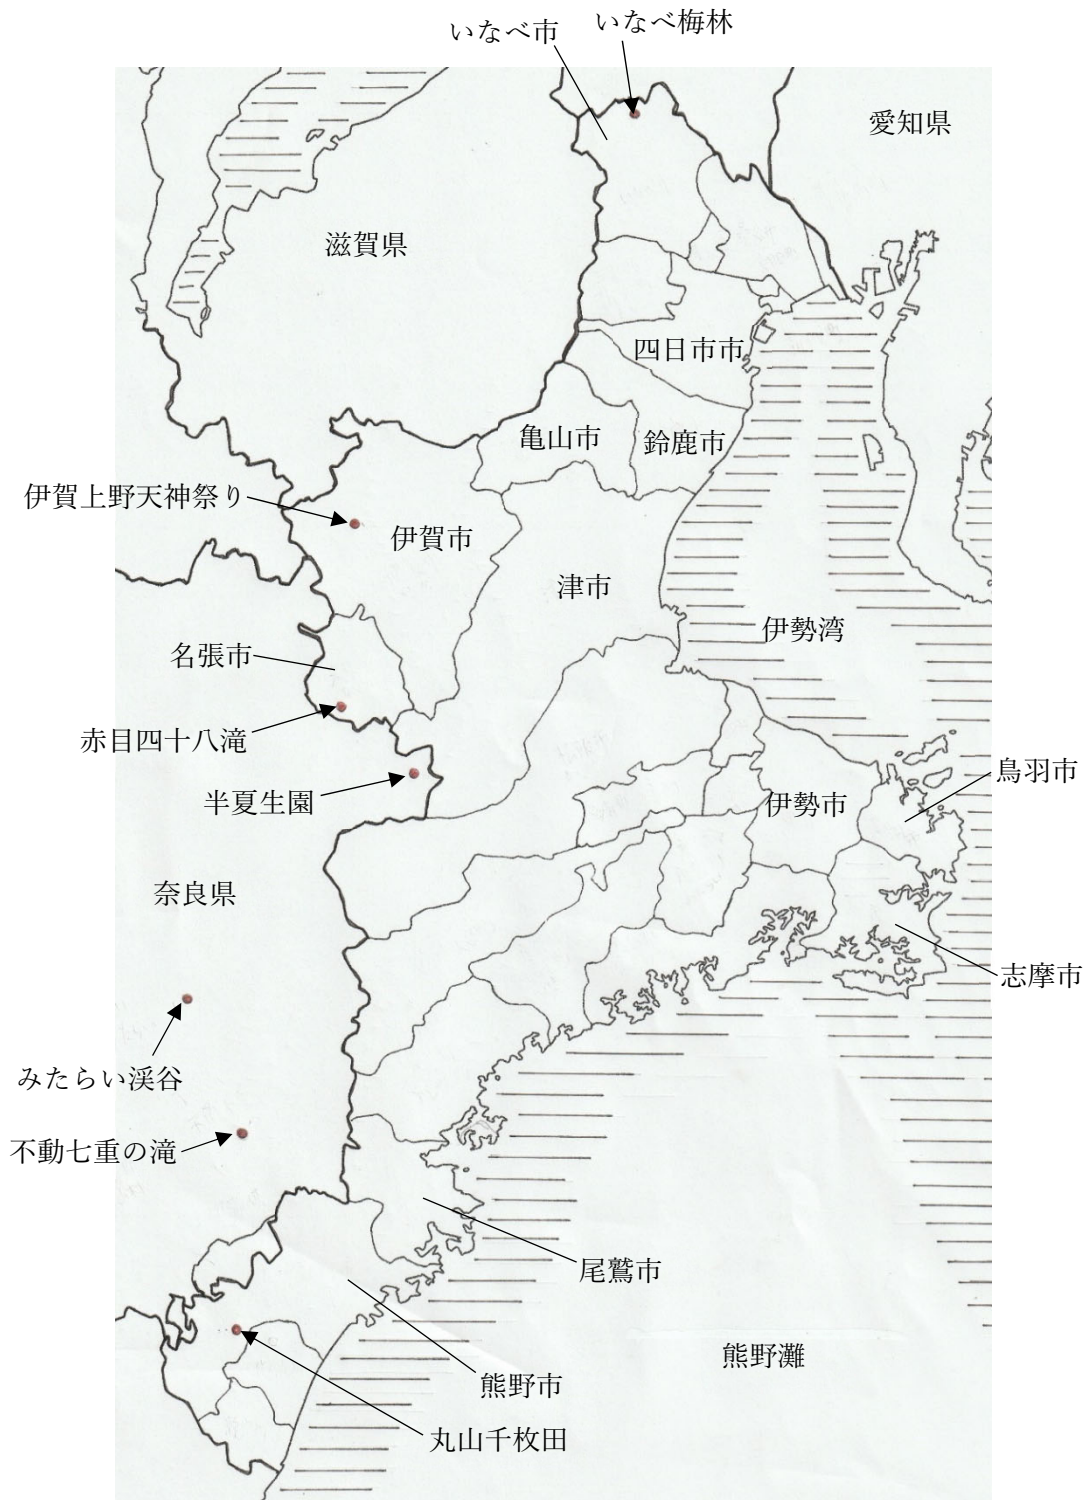 いなべ市
いなべ梅林
愛知県
滋賀県
四日市市
亀山市
鈴鹿市
伊賀上野天神祭り
伊賀市
津市
伊勢湾
名張市
赤目四十八滝
鳥羽市
半夏生園
伊勢市
奈良県
志摩市
みたらい渓谷
不動七重の滝
尾鷲市
熊野灘
熊野市
丸山千枚田